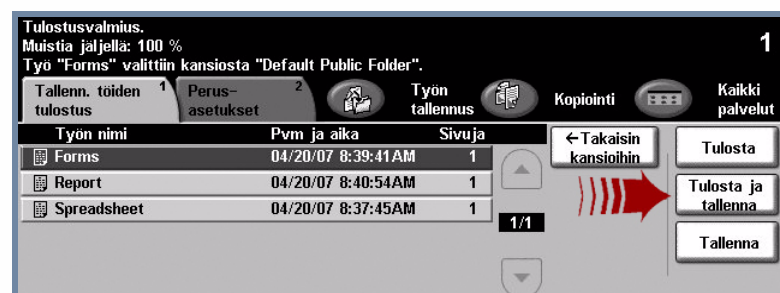 Tulostusvalmius.
Muistia jäljellä: 100 %
1
Työ "Forms" valittiin kansiosta "Default Public Folder".
Tallenn. töiden tulostus 1
Perus-asetukset 2
Työn tallennus
Kopiointi
Kaikki palvelut
Työn nimi Pvm ja aika Sivuja
Forms 04/20/07 8:39:41AM 1
Report 04/20/07 8:40:54AM 1
Spreadsheet 04/20/07 8:37:45AM 1
1/1
←Takaisin kansioihin
Tulosta
Tulosta ja tallenna
Tallenna